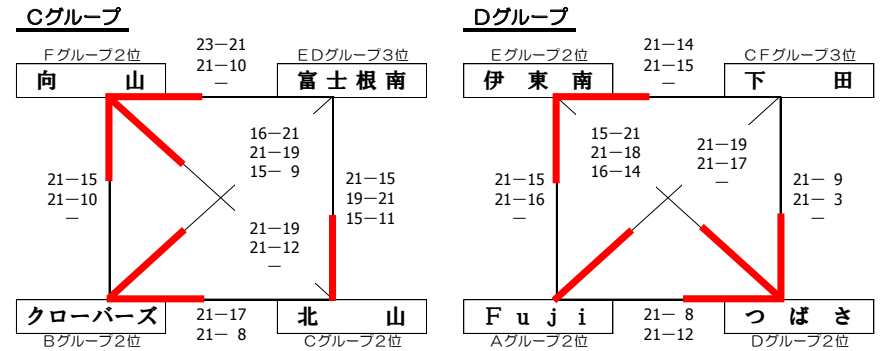 Cグループ
Fグループ2位
向 山
23-21
21-10
-
EDグループ3位
富士根南
21-15
21-10
-
16-21
21-19
15- 9
21-19
21-12
-
21-15
19-21
15-11
クローバーズ
Bグループ2位
21-17
21- 8
北 山
Cグループ2位
Dグループ
Eグループ2位
伊東南
21-14
21-15
-
CFグループ3位
下 田
21-15
21-16
-
15-21
21-18
16-14
21-19
21-17
-
21- 9
21- 3
-
Fuji
Aグループ2位
21- 8
21-12
つばさ
Dグループ2位